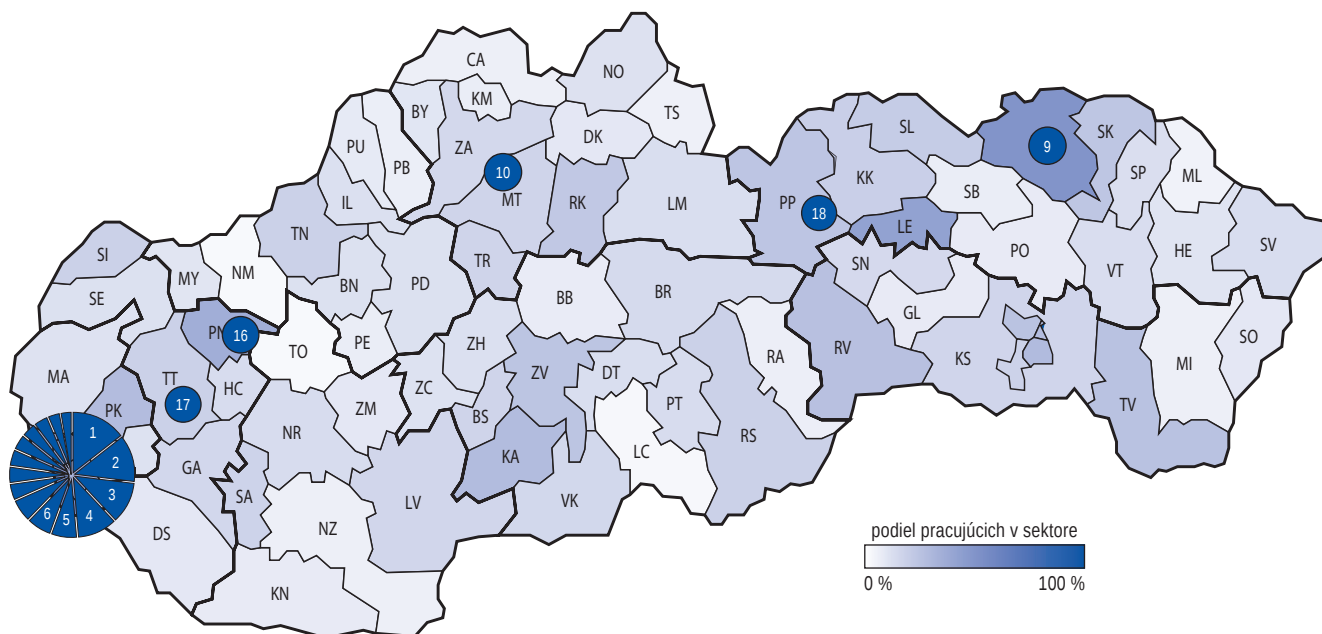 CA
NO
KM
BY
TS
ZA
DK
PU
PB
SL
SK
9
SP
ML
10
KK
IL
MT
RK
LM
PP
18
SB
LE
TN
SI
MY
NM
TR
PO
HE
SV
VT
SN
SE
BN
PD
BB
BR
GL
PN
16
TO
PE
ZH
RV
KS
RA
SO
MI
MA
TT
17
HC
ZM
ZC
ZV
DT
PK
BS
PT
TV
NR
RS
1
2
3
4
5
6
GA
KA
LC
SA
LV
VK
DS
NZ
KN
podiel pracujúcich v sektore
0 %
100 %